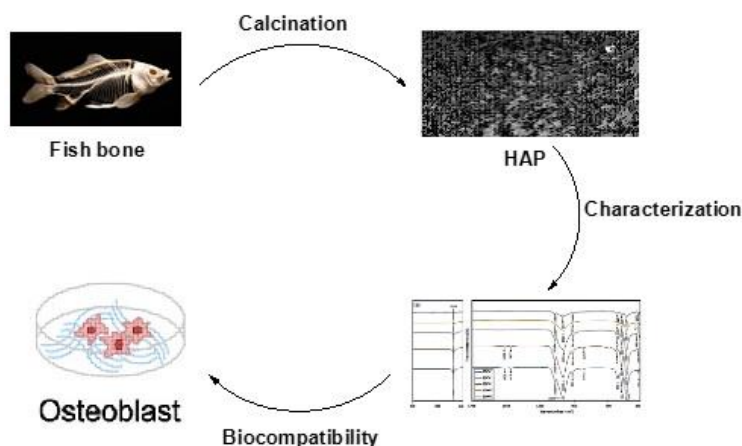 Calcination
Fish bone
HAP
Characterization
Osteoblast
Biocompatibility